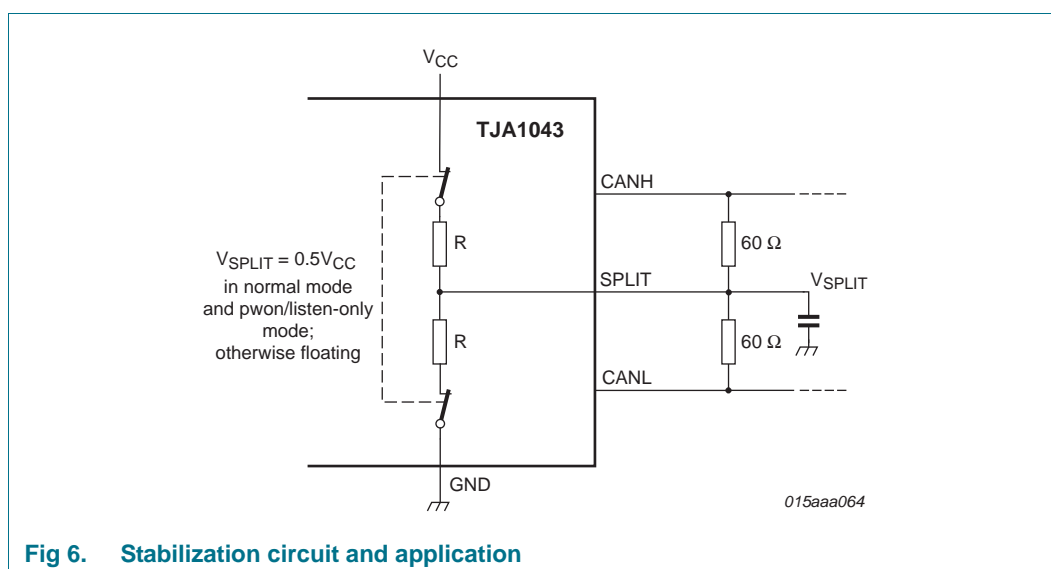 VCC
TJA1043
CANH
R
60 Ω
VSPLIT = 0.5VCC
in normal mode
and pwon/listen-only
mode;
otherwise floating
SPLIT
VSPLIT
R
60 Ω
CANL
GND
015aaa064
Fig 6. Stabilization circuit and application